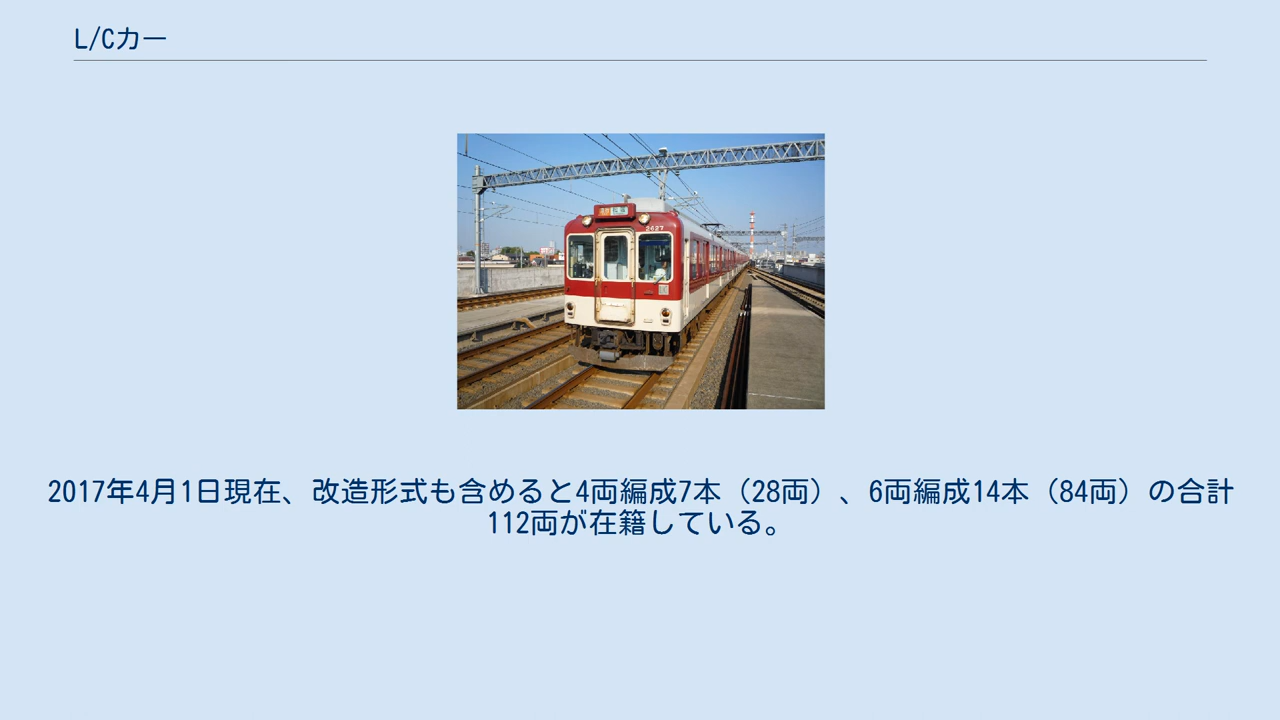 L/Cカー
2627
2017年4月1日現在、改造形式も含めると4両編成7本（28両）、6両編成14本（84両）の合計
112両が在籍している。